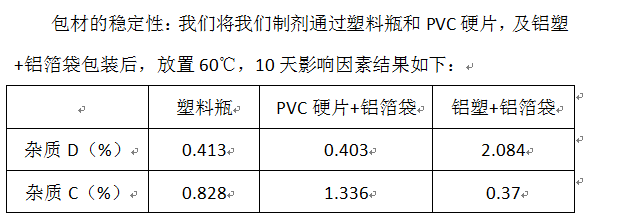 包材的稳定性：我们将我们制剂通过塑料瓶和 PVC 硬片，及铝塑
+铝箔袋包装后，放置 60℃，10 天影响因素结果如下：
塑料瓶 PVC 硬片+铝箔袋 铝塑+铝箔袋
杂质 D（%） 0.413 0.403 2.084
杂质 C（%） 0.828 1.336 0.37